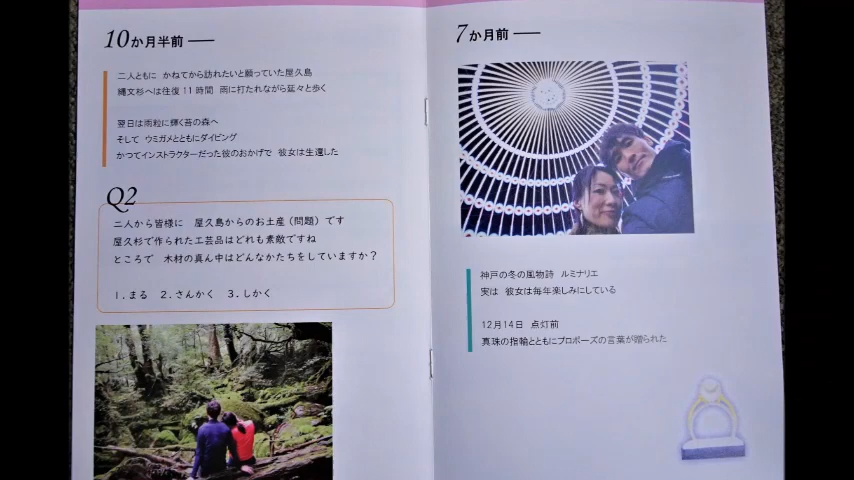 10か月半前 ―
二人ともに かねてから訪れたいと願っていた屋久島
縄文杉へは往復11時間 雨に打たれながら延々と歩く
翌日は雨粒に輝く苔の森へ
そして ウミガメとともにダイビング
かつてインストラクターだった彼のおかげで 彼女は生還した
Q2
二人から皆様に 屋久島からのお土産(問題)です
屋久杉で作られた工芸品はどれも素敵ですね
ところで 木材の真ん中はどんなかたちをしていますか?
1.まる 2.さんかく 3.しかく
7か月前 ―
神戸の冬の風物詩 ルミナリエ
実は 彼女は毎年楽しみにしている
12月14日 点灯前
真珠の指輪とともにプロポーズの言葉が贈られた